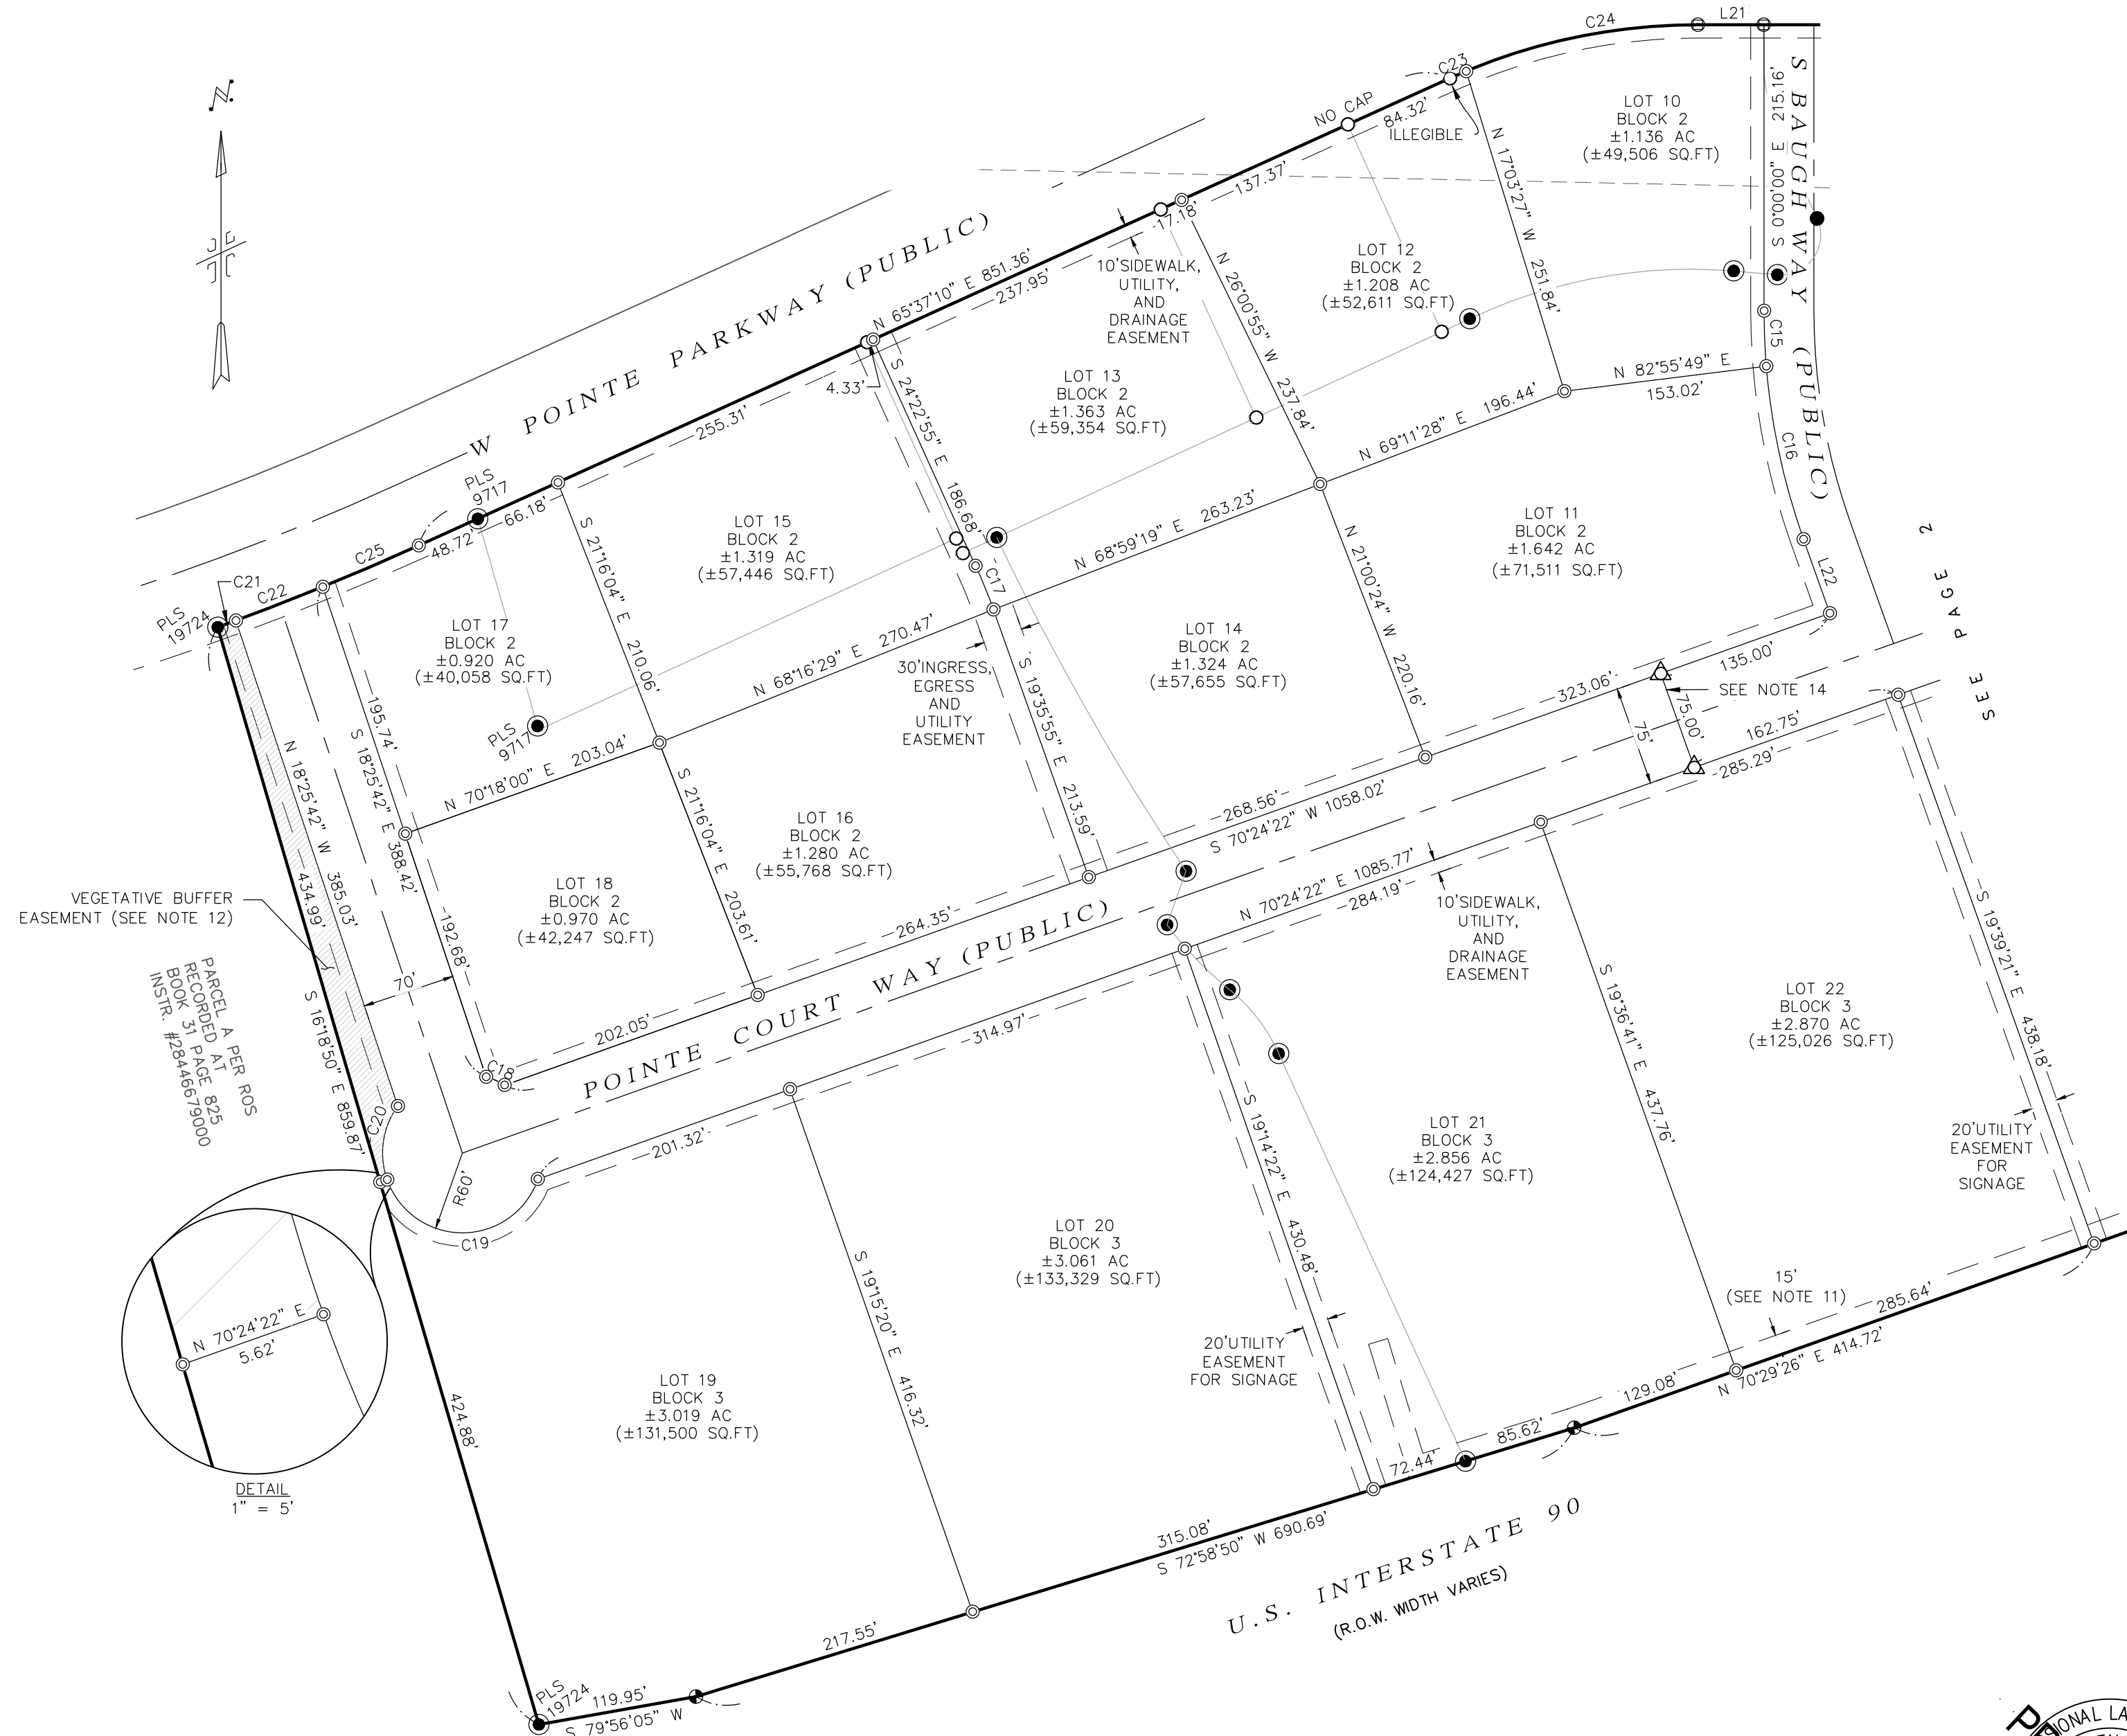 N
C24
L21
C23
NO CAP
84.32'
ILLEGIBLE
LOT 10
BLOCK 2
±1.136 AC
(±49,506 SQ.FT)
S 0°00'00" E 215.16'
S BAUGH WAY (PUBLIC)
N 17°03'27" W 251.84'
137.37'
17.18'
W POINTE PARKWAY (PUBLIC)
N 65°37'10" E 851.36'
237.95'
10'SIDEWALK,
UTILITY,
AND
DRAINAGE
EASEMENT
LOT 12
BLOCK 2
±1.208 AC
(±52,611 SQ.FT)
N 26°00'55" W 237.84'
C15
N 82°55'49" E
153.02'
4.33'
S 24°22'55" E 186.68'
LOT 13
BLOCK 2
±1.363 AC
(±59,354 SQ.FT)
N 69°11'28" E 196.44'
C16
255.31'
PLS
9717
66.18'
48.72'
C25
C22
C21
PLS
19724
S 21°16'04" E 210.06'
LOT 15
BLOCK 2
±1.319 AC
(±57,446 SQ.FT)
C17
N 68°59'19" E 263.23'
N 21°00'24" W 220.16'
LOT 11
BLOCK 2
±1.642 AC
(±71,511 SQ.FT)
L22
SEE PAGE 2
LOT 17
BLOCK 2
±0.920 AC
(±40,058 SQ.FT)
PLS
9717
N 68°16'29" E 270.47'
30'INGRESS,
EGRESS
AND
UTILITY
EASEMENT
S 19°35'55" E 213.59'
LOT 14
BLOCK 2
±1.324 AC
(±57,655 SQ.FT)
323.06'
135.00'
SEE NOTE 14
75.00'
75'
162.75'
285.29'
N 18°25'42" W 385.03'
434.99'
195.74'
S 18°25'42" E 388.42'
N 70°18'00" E 203.04'
S 21°16'04" E 203.61'
LOT 16
BLOCK 2
±1.280 AC
(±55,768 SQ.FT)
268.56'
S 70°24'22" W 1058.02'
VEGETATIVE BUFFER
EASEMENT (SEE NOTE 12)
LOT 18
BLOCK 2
±0.970 AC
(±42,247 SQ.FT)
192.68'
70'
264.35'
202.05'
POINTE COURT WAY (PUBLIC)
N 70°24'22" E 1085.77'
284.19'
10'SIDEWALK,
UTILITY,
AND
DRAINAGE
EASEMENT
S 19°36'41" E 437.76'
LOT 22
BLOCK 3
±2.870 AC
(±125,026 SQ.FT)
S 19°39'21" E 438.18'
20'UTILITY
EASEMENT
FOR
SIGNAGE
PARCEL A PER ROS
RECORDED AT
BOOK 31 PAGE 825
INSTR. #28446679000
S 16°18'50" E 859.87'
C20
C18
314.97'
201.32'
R60'
C19
S 19°14'22" E 430.48'
LOT 21
BLOCK 3
±2.856 AC
(±124,427 SQ.FT)
LOT 20
BLOCK 3
±3.061 AC
(±133,329 SQ.FT)
S 19°15'20" E 416.32'
20'UTILITY
EASEMENT
FOR SIGNAGE
15'
(SEE NOTE 11)
285.64'
N 70°29'26" E 414.72'
129.08'
85.62'
72.44'
N 70°24'22" E
5.62'
DETAIL
1" = 5'
424.88'
LOT 19
BLOCK 3
±3.019 AC
(±131,500 SQ.FT)
315.08'
S 72°58'50" W 690.69'
U.S. INTERSTATE 90
(R.O.W. WIDTH VARIES)
217.55'
PLS
19724
119.95'
S 79°56'05" W